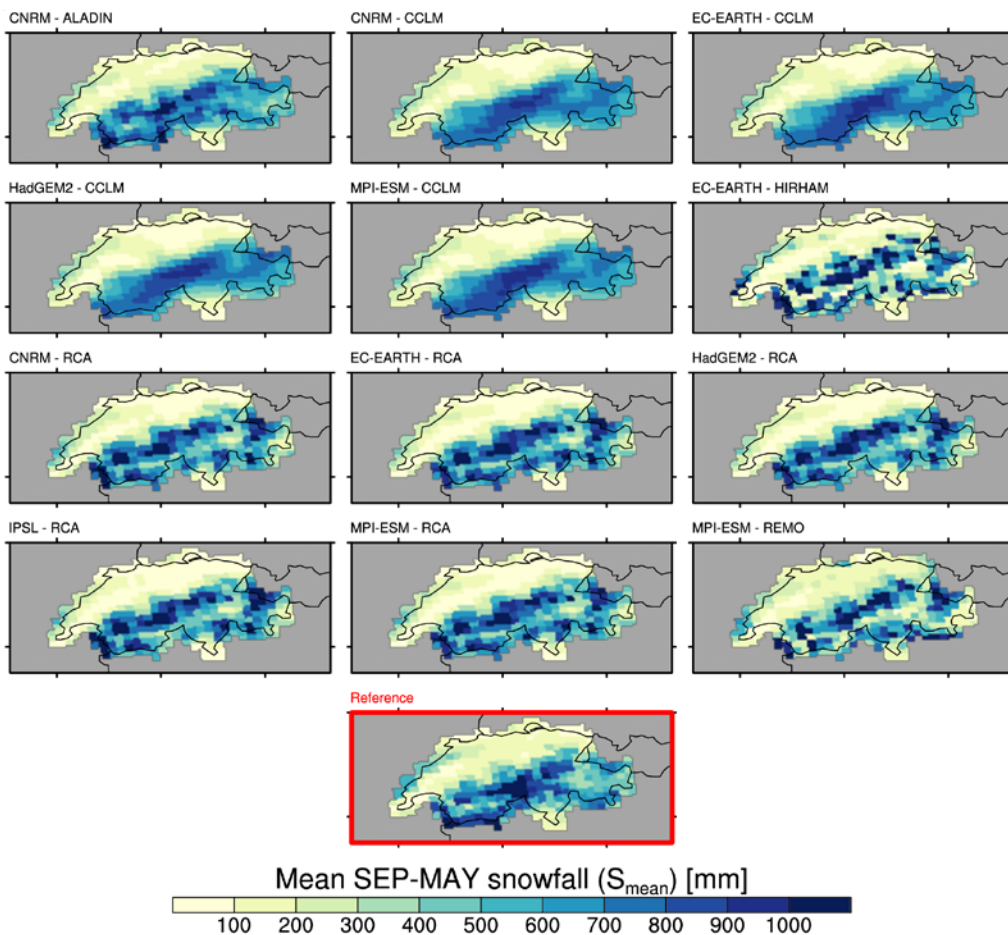 CNRM - ALADIN
CNRM - CCLM
EC-EARTH - CCLM
HadGEM2 - CCLM
MPI-ESM - CCLM
EC-EARTH - HIRHAM
CNRM - RCA
EC-EARTH - RCA
HadGEM2 - RCA
IPSL - RCA
MPI-ESM - RCA
MPI-ESM - REMO
Reference
Mean SEP-MAY snowfall (Smean) [mm]
100 200 300 400 500 600 700 800 900 1000